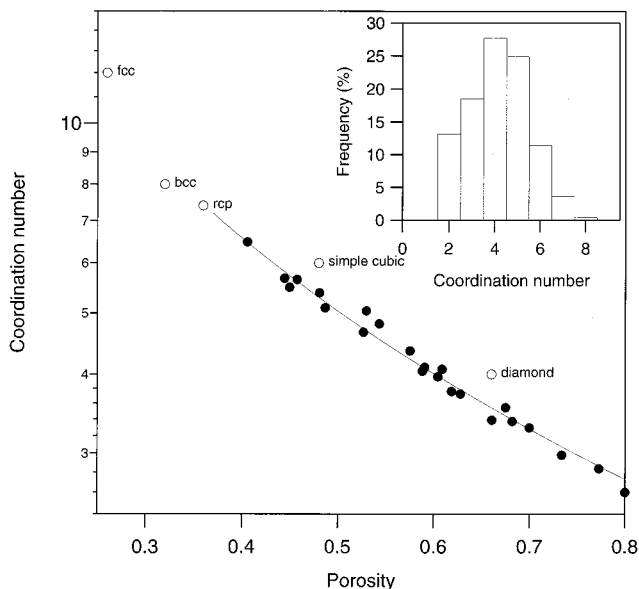 fcc
10
9
8
7
6
5
4
3
bcc
rcp
simple cubic
diamond
Coordination number
0.3
0.4
0.5
0.6
0.7
0.8
Porosity
30
25
20
15
10
5
0
Frequency (%)
0
2
4
6
8
Coordination number